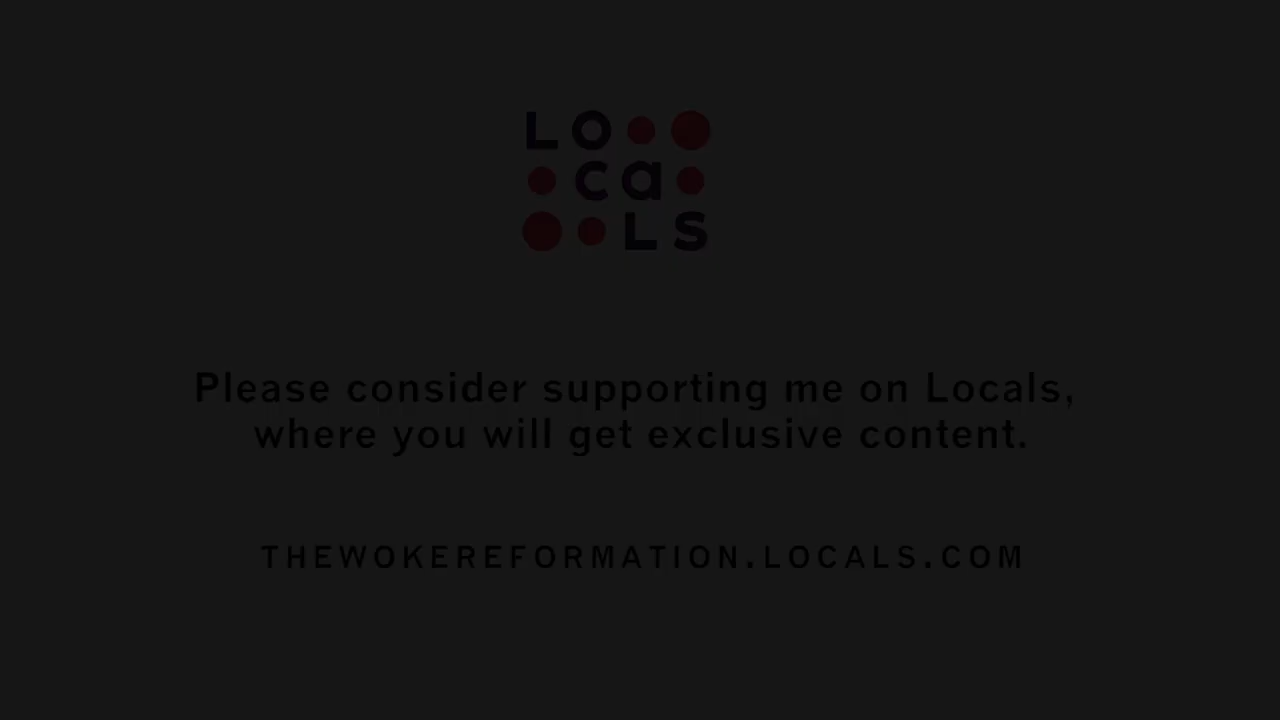 Lo
ca
Ls
Please consider supporting me on Locals,
where you will get exclusive content.
THEWOKEREFORMATION.LOCALS.COM